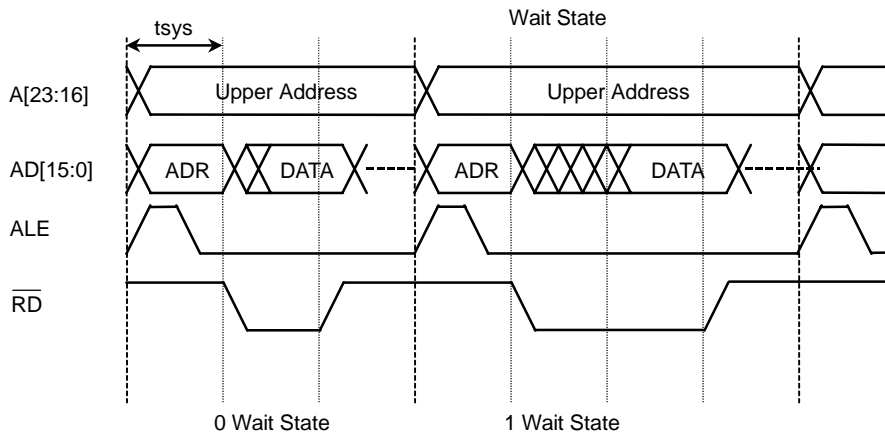 Wait State
tsys
A[23:16] Upper Address Upper Address
AD[15:0] ADR DATA ADR DATA
ALE
RD
0 Wait State 1 Wait State